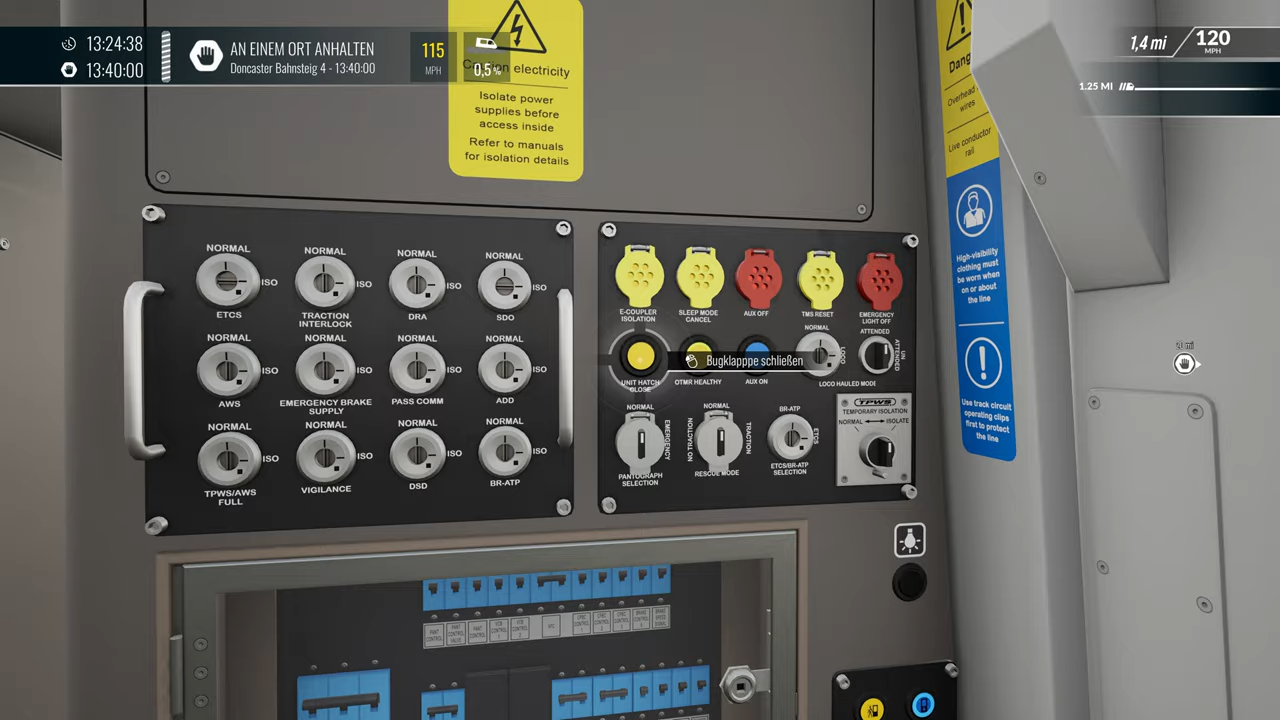 13:24:38
13:40:00
AN EINEM ORT ANHALTEN
Doncaster Bahnsteig 4 - 13:40:00
115
MPH
0,5 %
1,4 mi
120
MPH
1.25 MI
electricity
Isolate power
supplies before
access inside
Refer to manuals
for isolation details
Overhead
wires
Live conductor
rail
High-visibility
clothing must
be worn when
on or about
the line
Use track circuit
operating clips
first to protect
the line
20 mi
NORMAL
NORMAL
NORMAL
NORMAL
ISO
ISO
ISO
ISO
ETCS
TRACTION
INTERLOCK
DRA
SDO
NORMAL
NORMAL
NORMAL
NORMAL
ISO
ISO
ISO
AWS
EMERGENCY BRAKE
SUPPLY
PASS COMM
ADD
NORMAL
NORMAL
NORMAL
NORMAL
ISO
ISO
ISO
ISO
TPWS/AWS
FULL
VIGILANCE
DSD
BR-ATP
E-COUPLER
ISOLATION
SLEEP MODE
CANCEL
AUX OFF
TMS RESET
EMERGENCY
LIGHT OFF
Bugklapppe schließen
NORMAL
LOCO
ATTENDED
UN
ATTENDED
UNIT HATCH
CLOSE
OTMR HEALTHY
AUX ON
LOCO HAULED MODE
NORMAL
EMERGENCY
PANTOGRAPH
SELECTION
NORMAL
NO TRACTION
TRACTION
RESCUE MODE
BR-ATP
ETCS
ETCS/BR-ATP
SELECTION
TPWS
TEMPORARY ISOLATION
NORMAL
ISOLATE